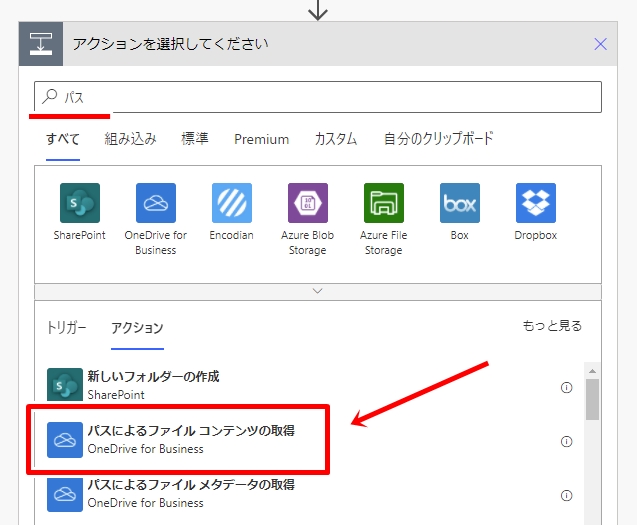 アクションを選択してください
パス
すべて 組み込み 標準 Premium カスタム 自分のクリップボード
SharePoint OneDrive for Business Encodian Azure Blob Storage Azure File Storage Box Dropbox
トリガー アクション もっと見る
新しいフォルダーの作成
SharePoint
パスによるファイル コンテンツの取得
OneDrive for Business
パスによるファイル メタデータの取得
OneDrive for Business